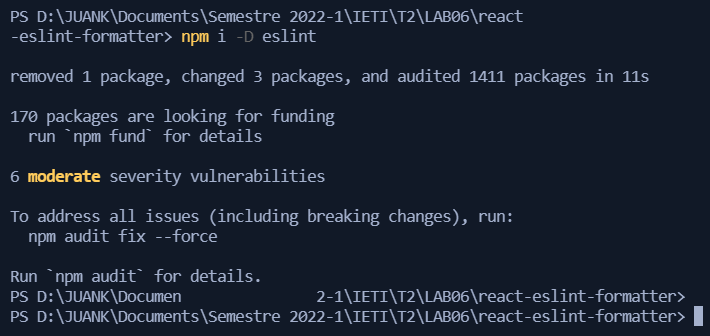 PS D:\JUANK\Documents\Semestre 2022-1\IETI\T2\LAB06\react
-eslint-formatter> npm i -D eslint
removed 1 package, changed 3 packages, and audited 1411 packages in 11s
170 packages are looking for funding
run `npm fund` for details
6 moderate severity vulnerabilities
To address all issues (including breaking changes), run:
npm audit fix --force
Run `npm audit` for details.
PS D:\JUANK\Documen 2-1\IETI\T2\LAB06\react-eslint-formatter>
PS D:\JUANK\Documents\Semestre 2022-1\IETI\T2\LAB06\react-eslint-formatter>